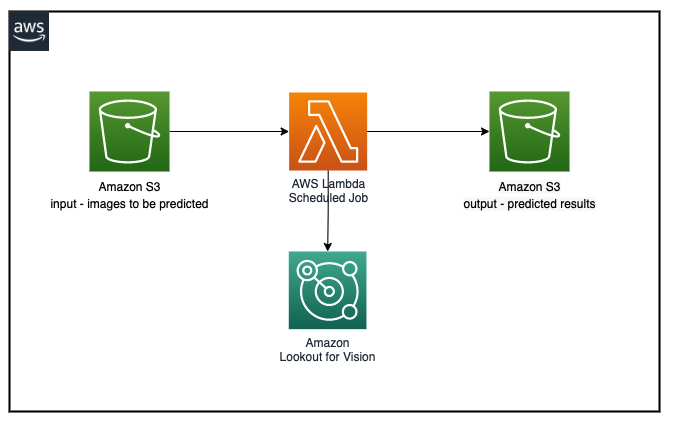 aws
Amazon S3
input - images to be predicted
AWS Lambda
Scheduled Job
Amazon S3
output - predicted results
Amazon
Lookout for Vision